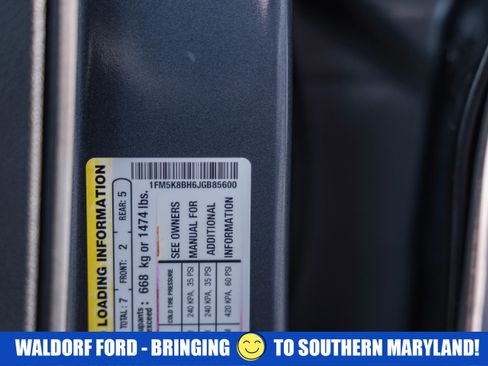 1FM5K8BH6JGB85600
LOADING INFORMATION
TOTAL: 7 FRONT: 2 REAR: 5
668 kg or 1474 lbs.
COLD TIRE PRESSURE
240 KPA, 35 PSI
240 KPA, 35 PSI
420 KPA, 60 PSI
SEE OWNERS
MANUAL FOR
ADDITIONAL
INFORMATION
WALDORF FORD - BRINGING TO SOUTHERN MARYLAND!